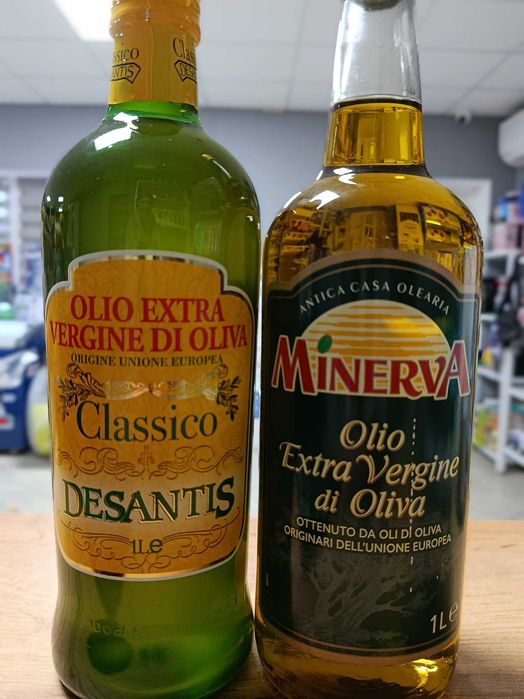 Classico
DESANTIS
OLIO EXTRA
VERGINE DI OLIVA
ORIGINE UNIONE EUROPEA
Classico
DESANTIS
1L e
ANTICA CASA OLEARIA
MINERVA
Olio
Extra Vergine
di Oliva
OTTENUTO DA OLI DI OLIVA
ORIGINARI DELL'UNIONE EUROPEA
1L e